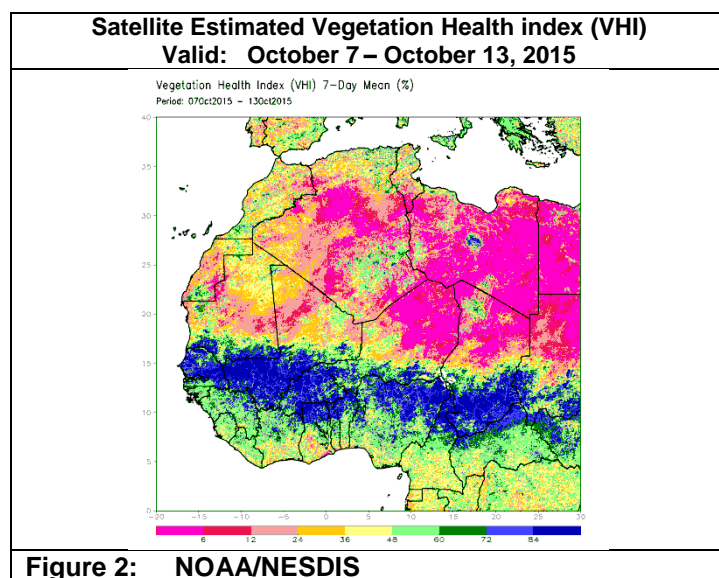 Satellite Estimated Vegetation Health index (VHI)
Valid: October 7 – October 13, 2015
Vegetation Health Index (VHI) 7-Day Mean (%)
Period: 07Oct2015 - 13Oct2015
40
35
30
25
20
15
10
5
0
-20 -15 -10 -5 0 5 10 15 20 25 30
6 12 24 36 48 60 72 84
Figure 2: NOAA/NESDIS